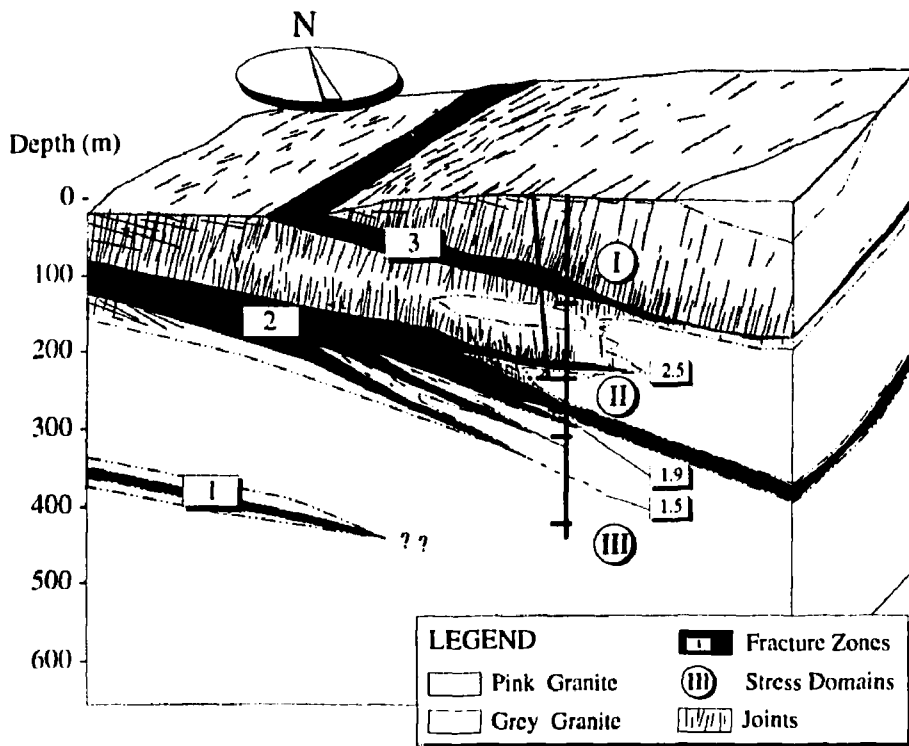 N
Depth (m)
0
100
200
300
400
500
600
3
2
1
I
II
III
2.5
1.9
1.5
? ?
LEGEND
Pink Granite
Grey Granite
Fracture Zones
III Stress Domains
Joints